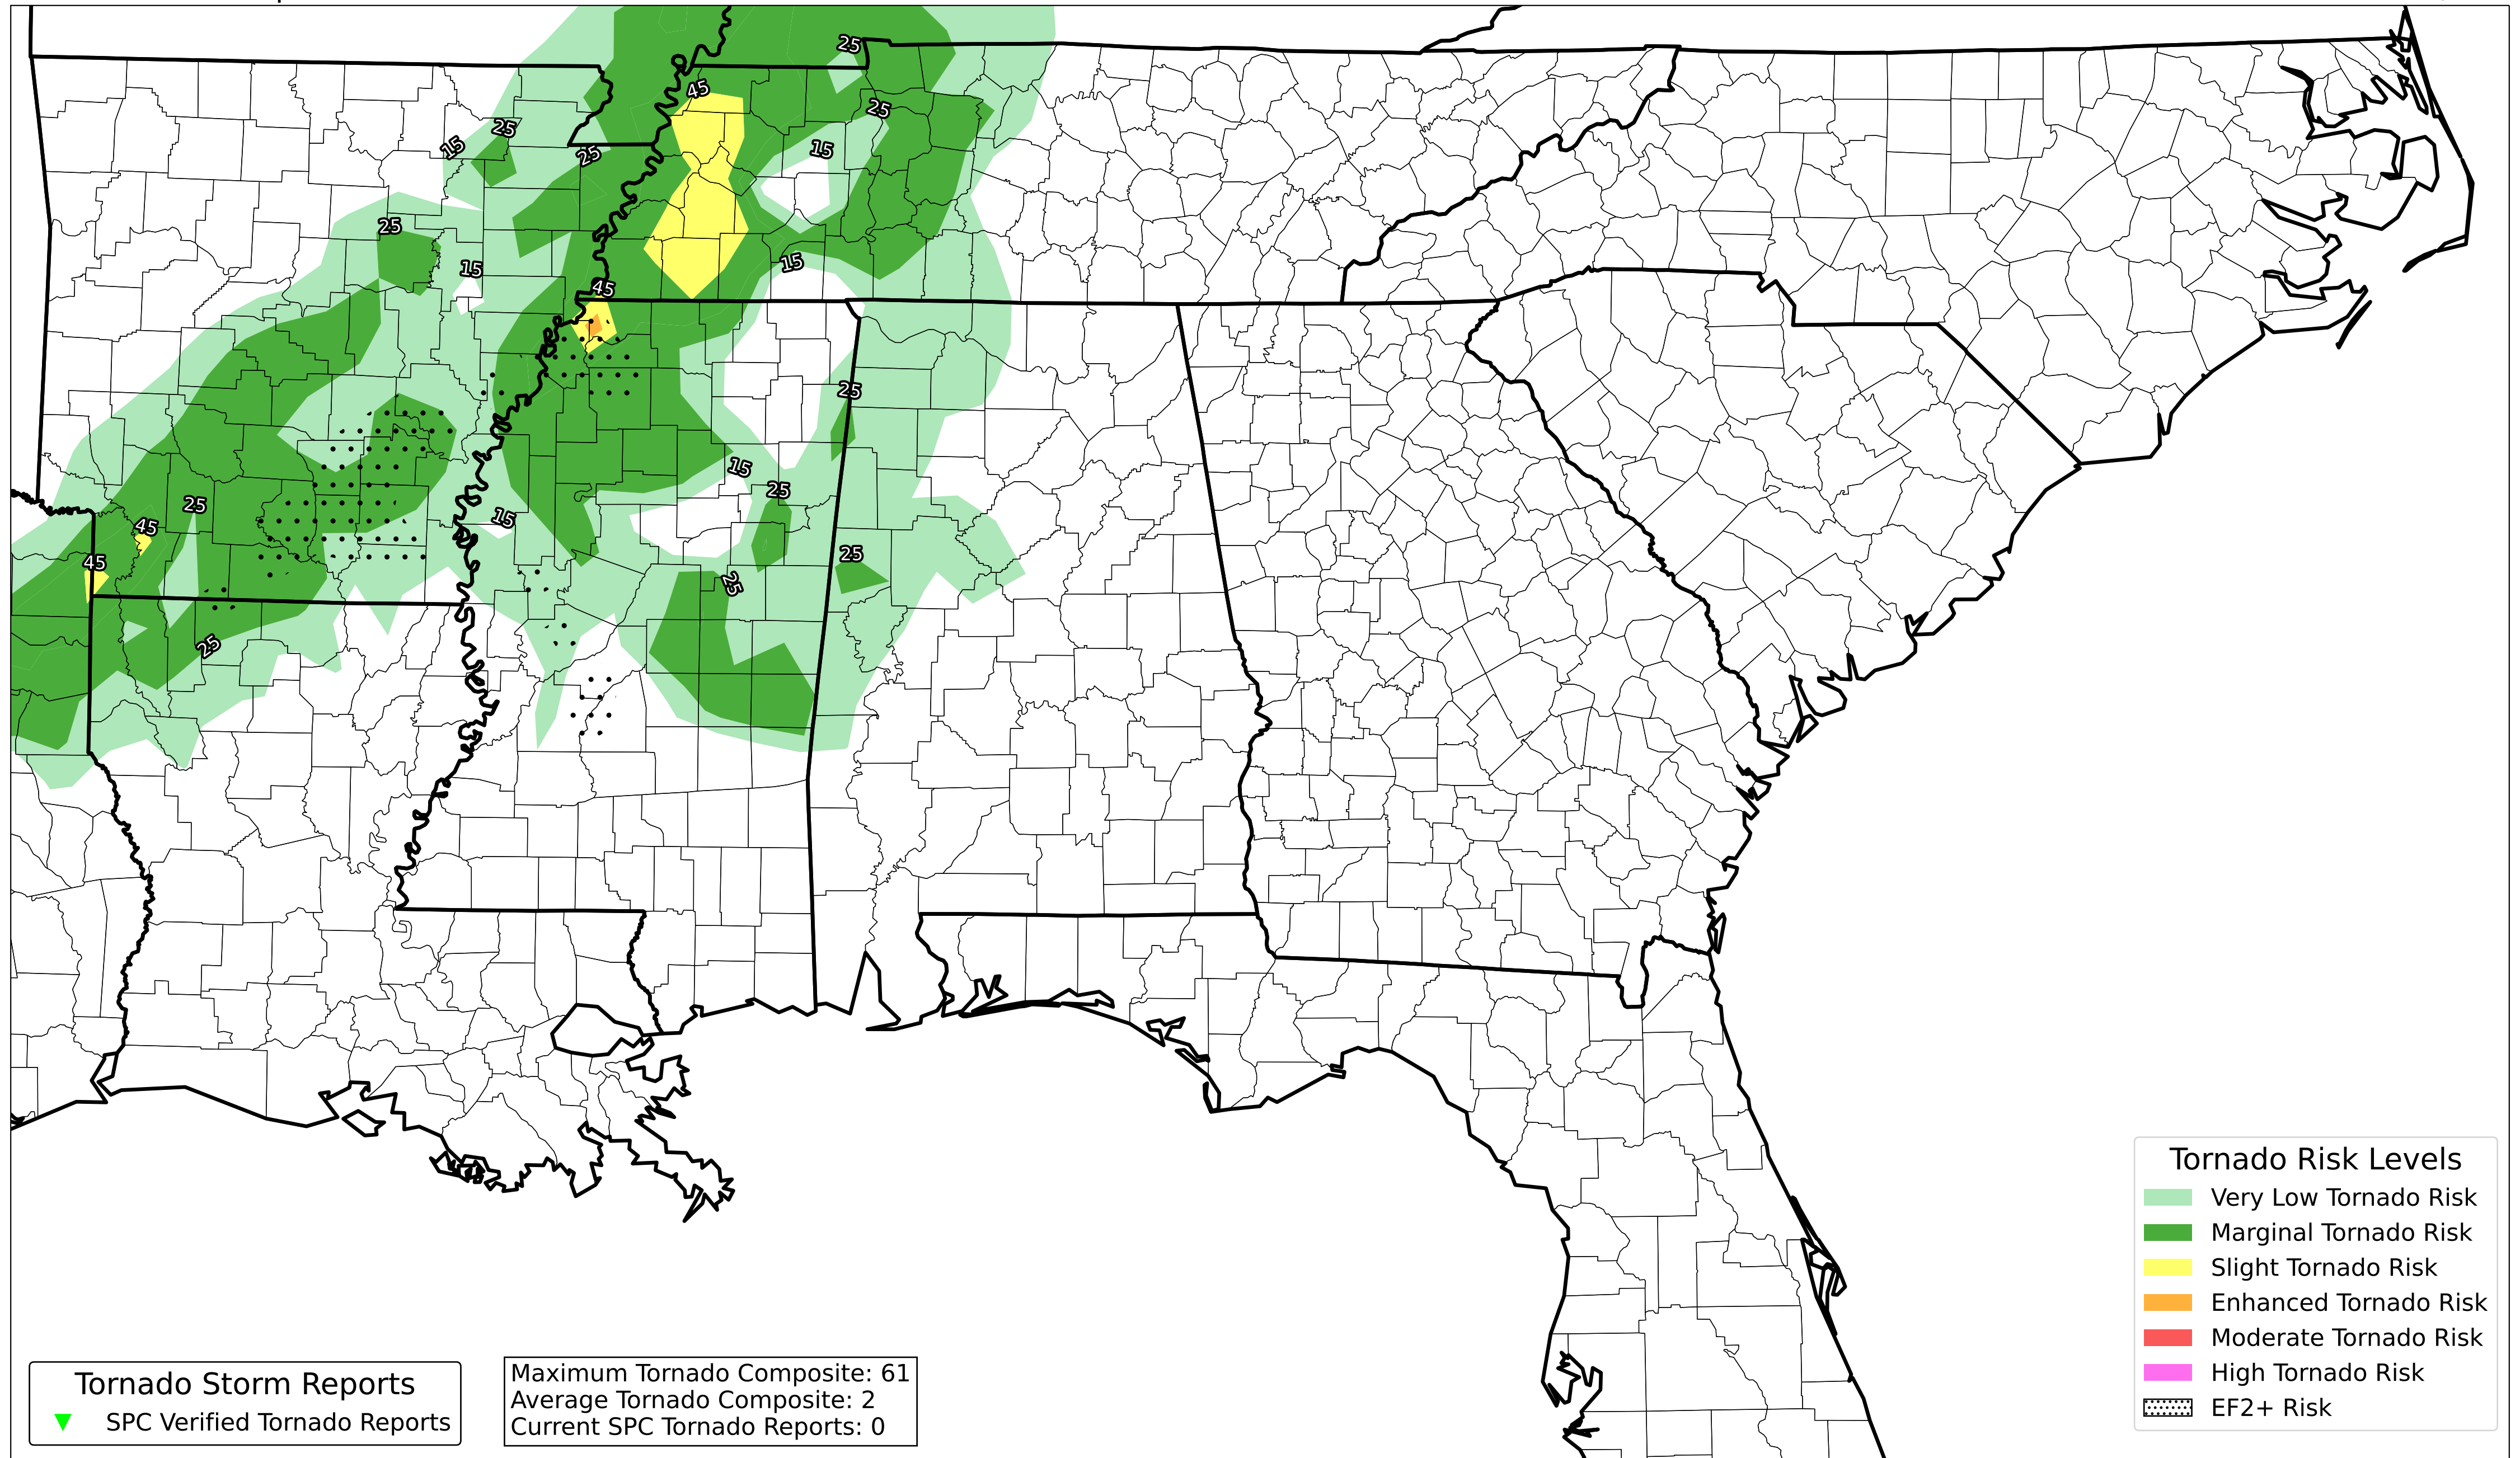 25
45
25
25
15
25
15
25
15
15
45
25
15
25
25
15
45
25
45
25
25
Tornado Risk Levels
Very Low Tornado Risk
Marginal Tornado Risk
Slight Tornado Risk
Enhanced Tornado Risk
Moderate Tornado Risk
High Tornado Risk
EF2+ Risk
Tornado Storm Reports
SPC Verified Tornado Reports
Maximum Tornado Composite: 61
Average Tornado Composite: 2
Current SPC Tornado Reports: 0